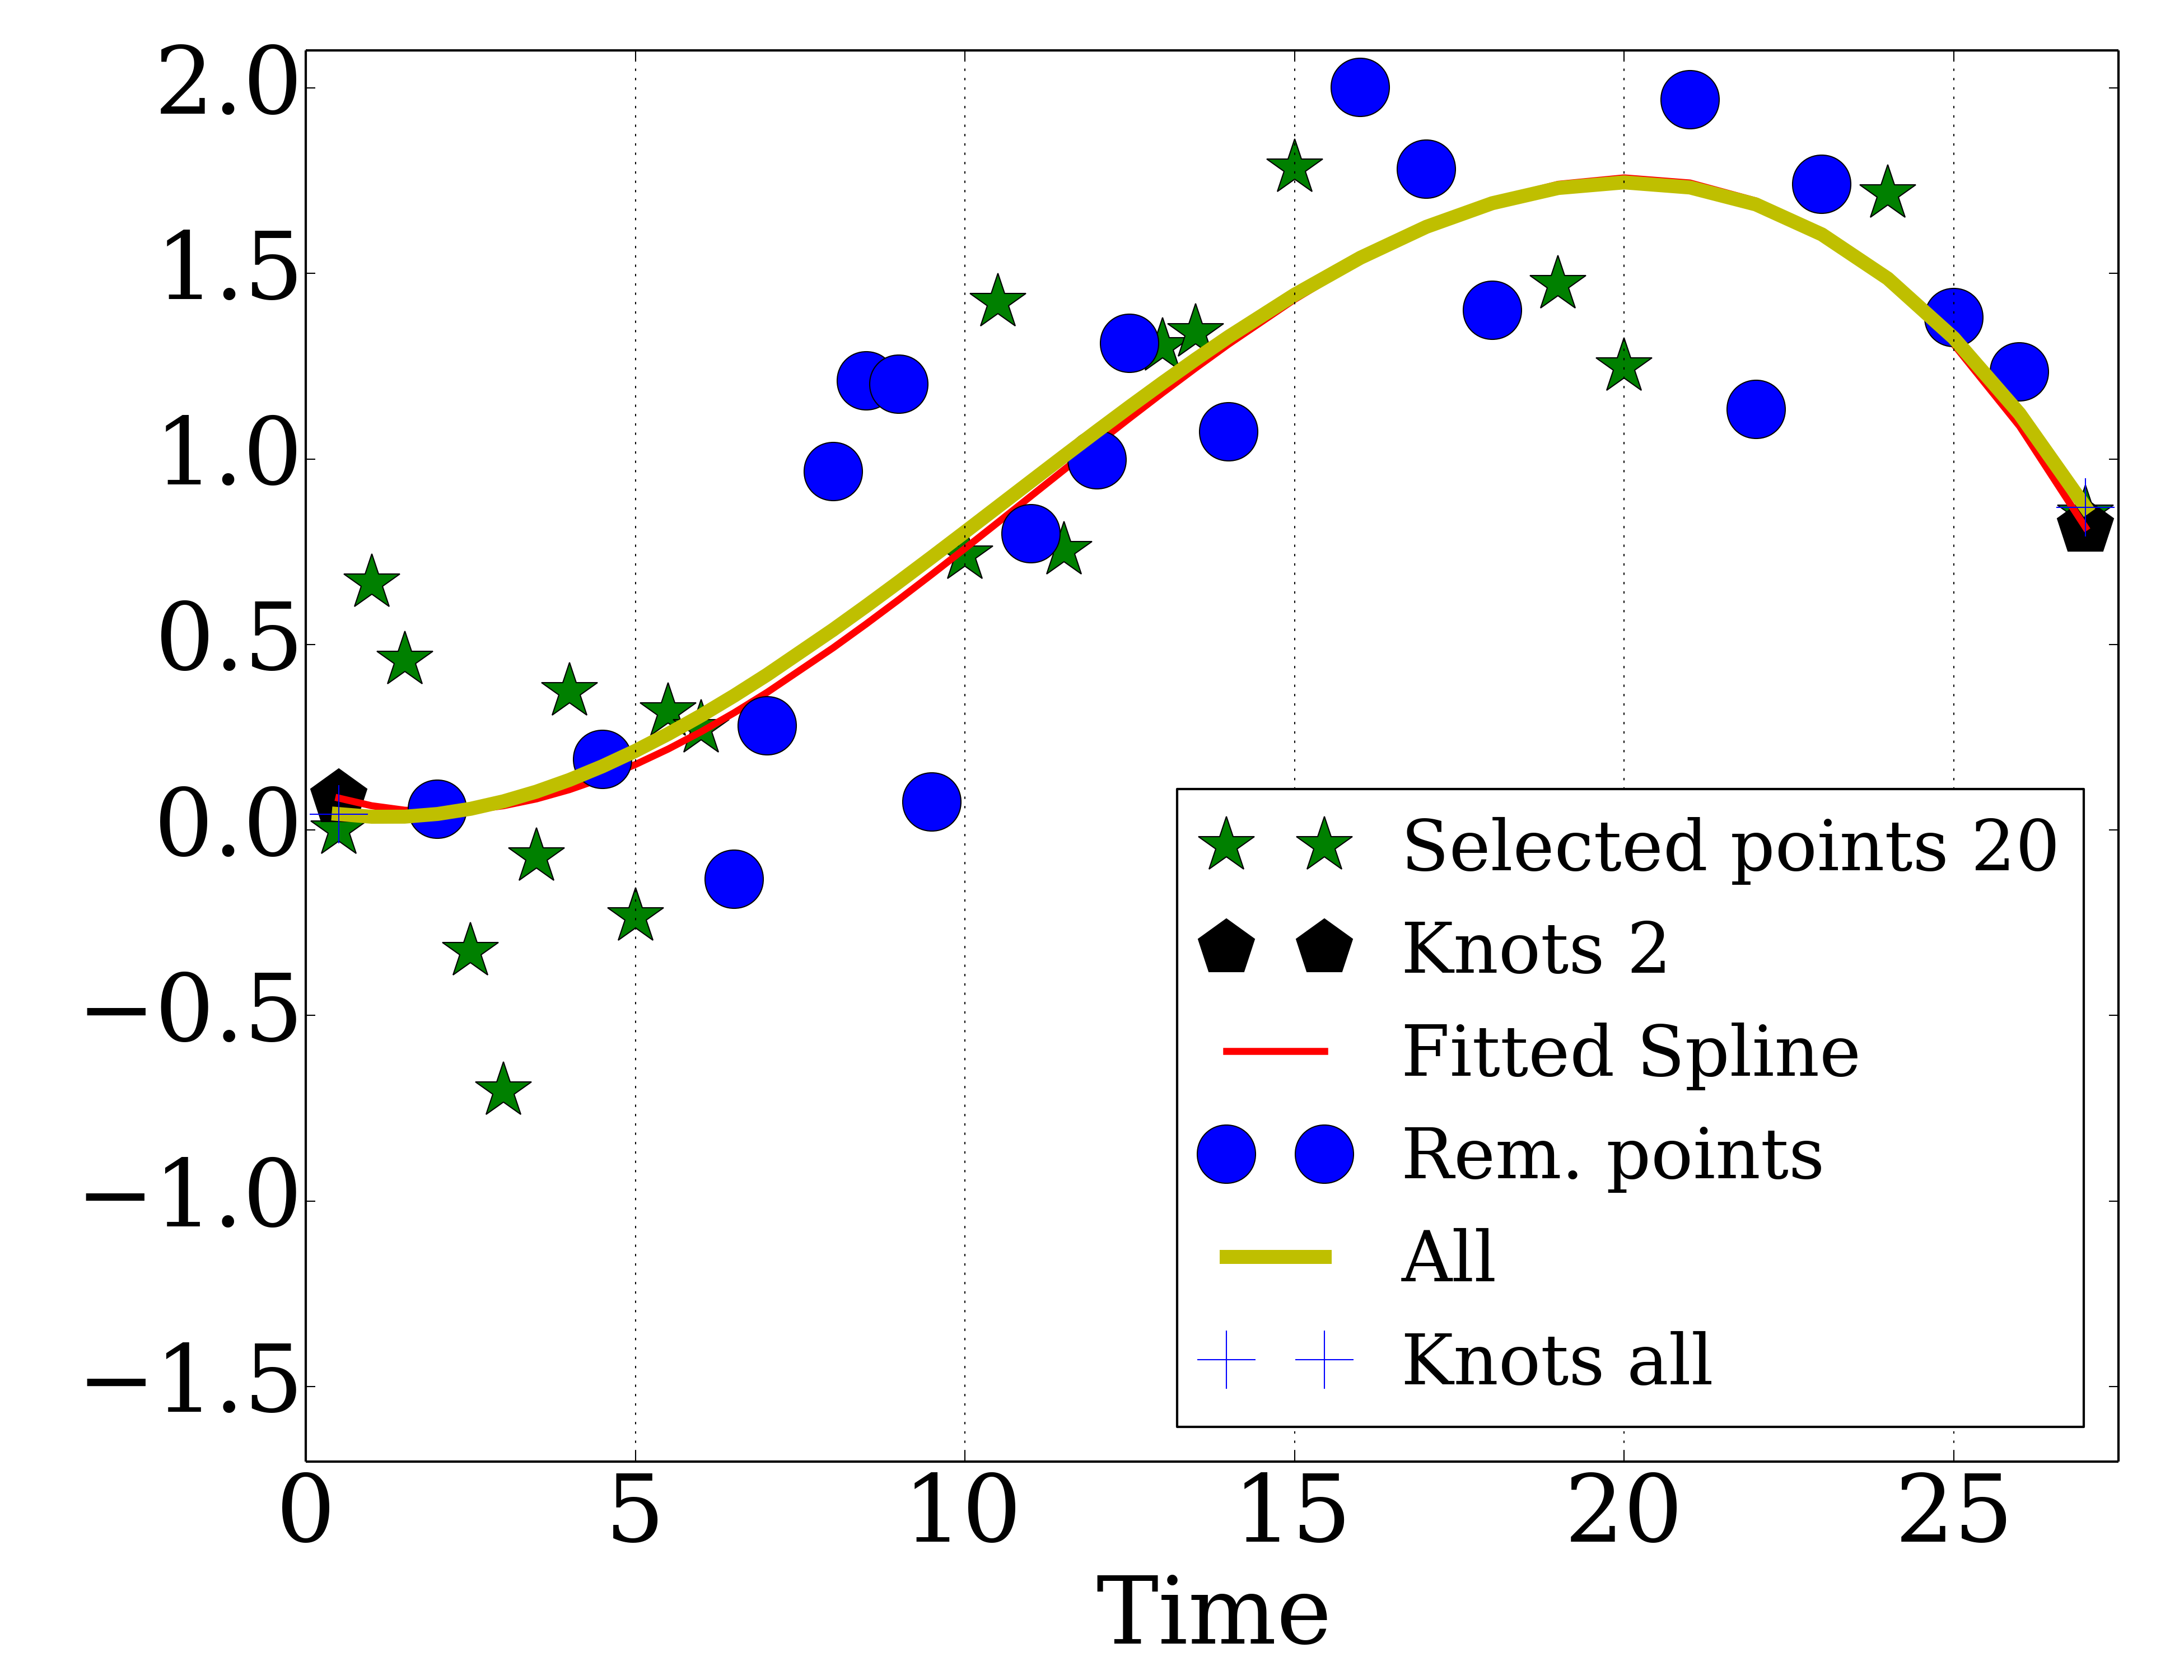 2.0
1.5
1.0
0.5
0.0
−0.5
−1.0
−1.5
Selected points 20
Knots 2
Fitted Spline
Rem. points
All
Knots all
0 5 10 15 20 25
Time